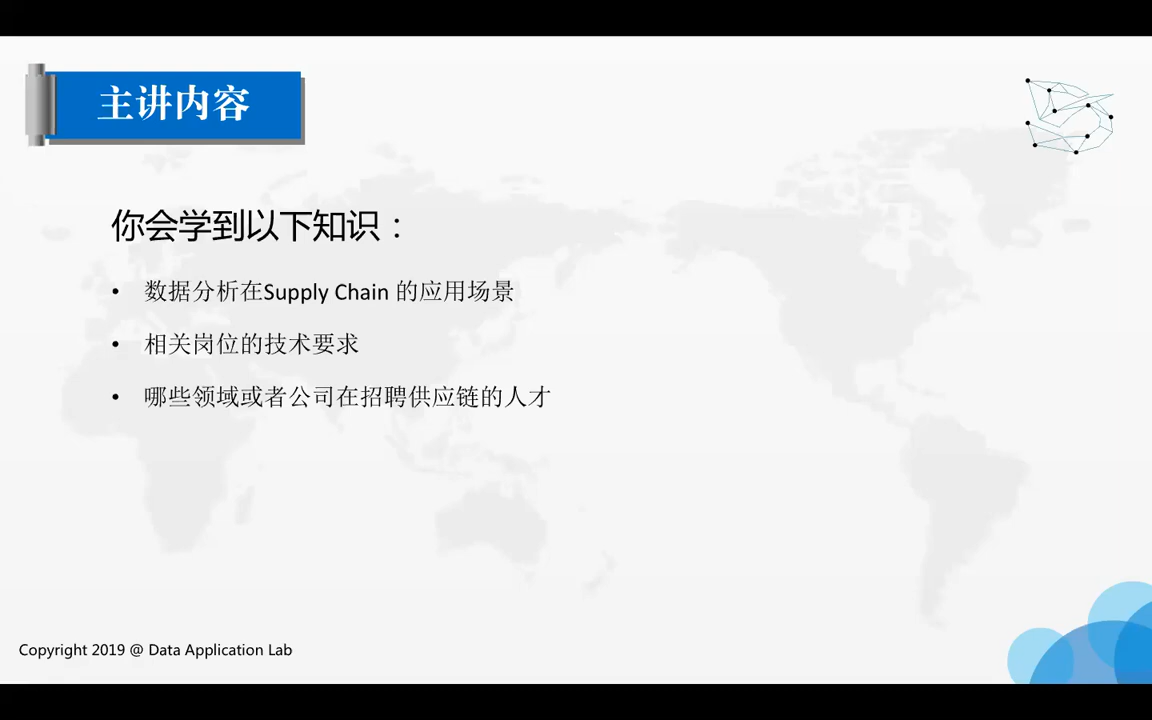 主讲内容
你会学到以下知识：
• 数据分析在Supply Chain 的应用场景
• 相关岗位的技术要求
• 哪些领域或者公司在招聘供应链的人才
Copyright 2019 @ Data Application Lab